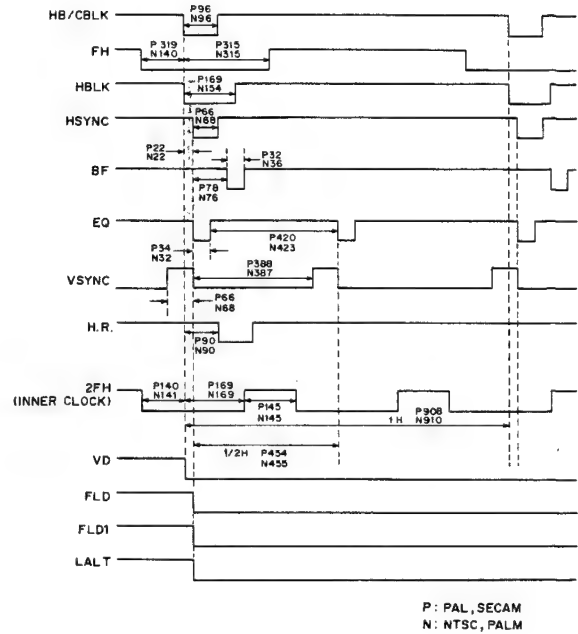 P96
HB/CBLK
N96
P 319 P315
FH
N140 N315
P169
HBLK
N154
P66
HSYNC
N68
P22
N22
P32
BF
N36
P78
N76
EQ
P34 P420
N32 N423
P388
N387
VSYNC
P66
N68
H.R.
P90
N90
2FH
(INNER CLOCK)
P140 P169
N141 N169
P145
N145
P908
1H
N910
1/2H P454
N455
VD
FLD
FLD1
LALT
P: PAL, SECAM
N: NTSC, PALM